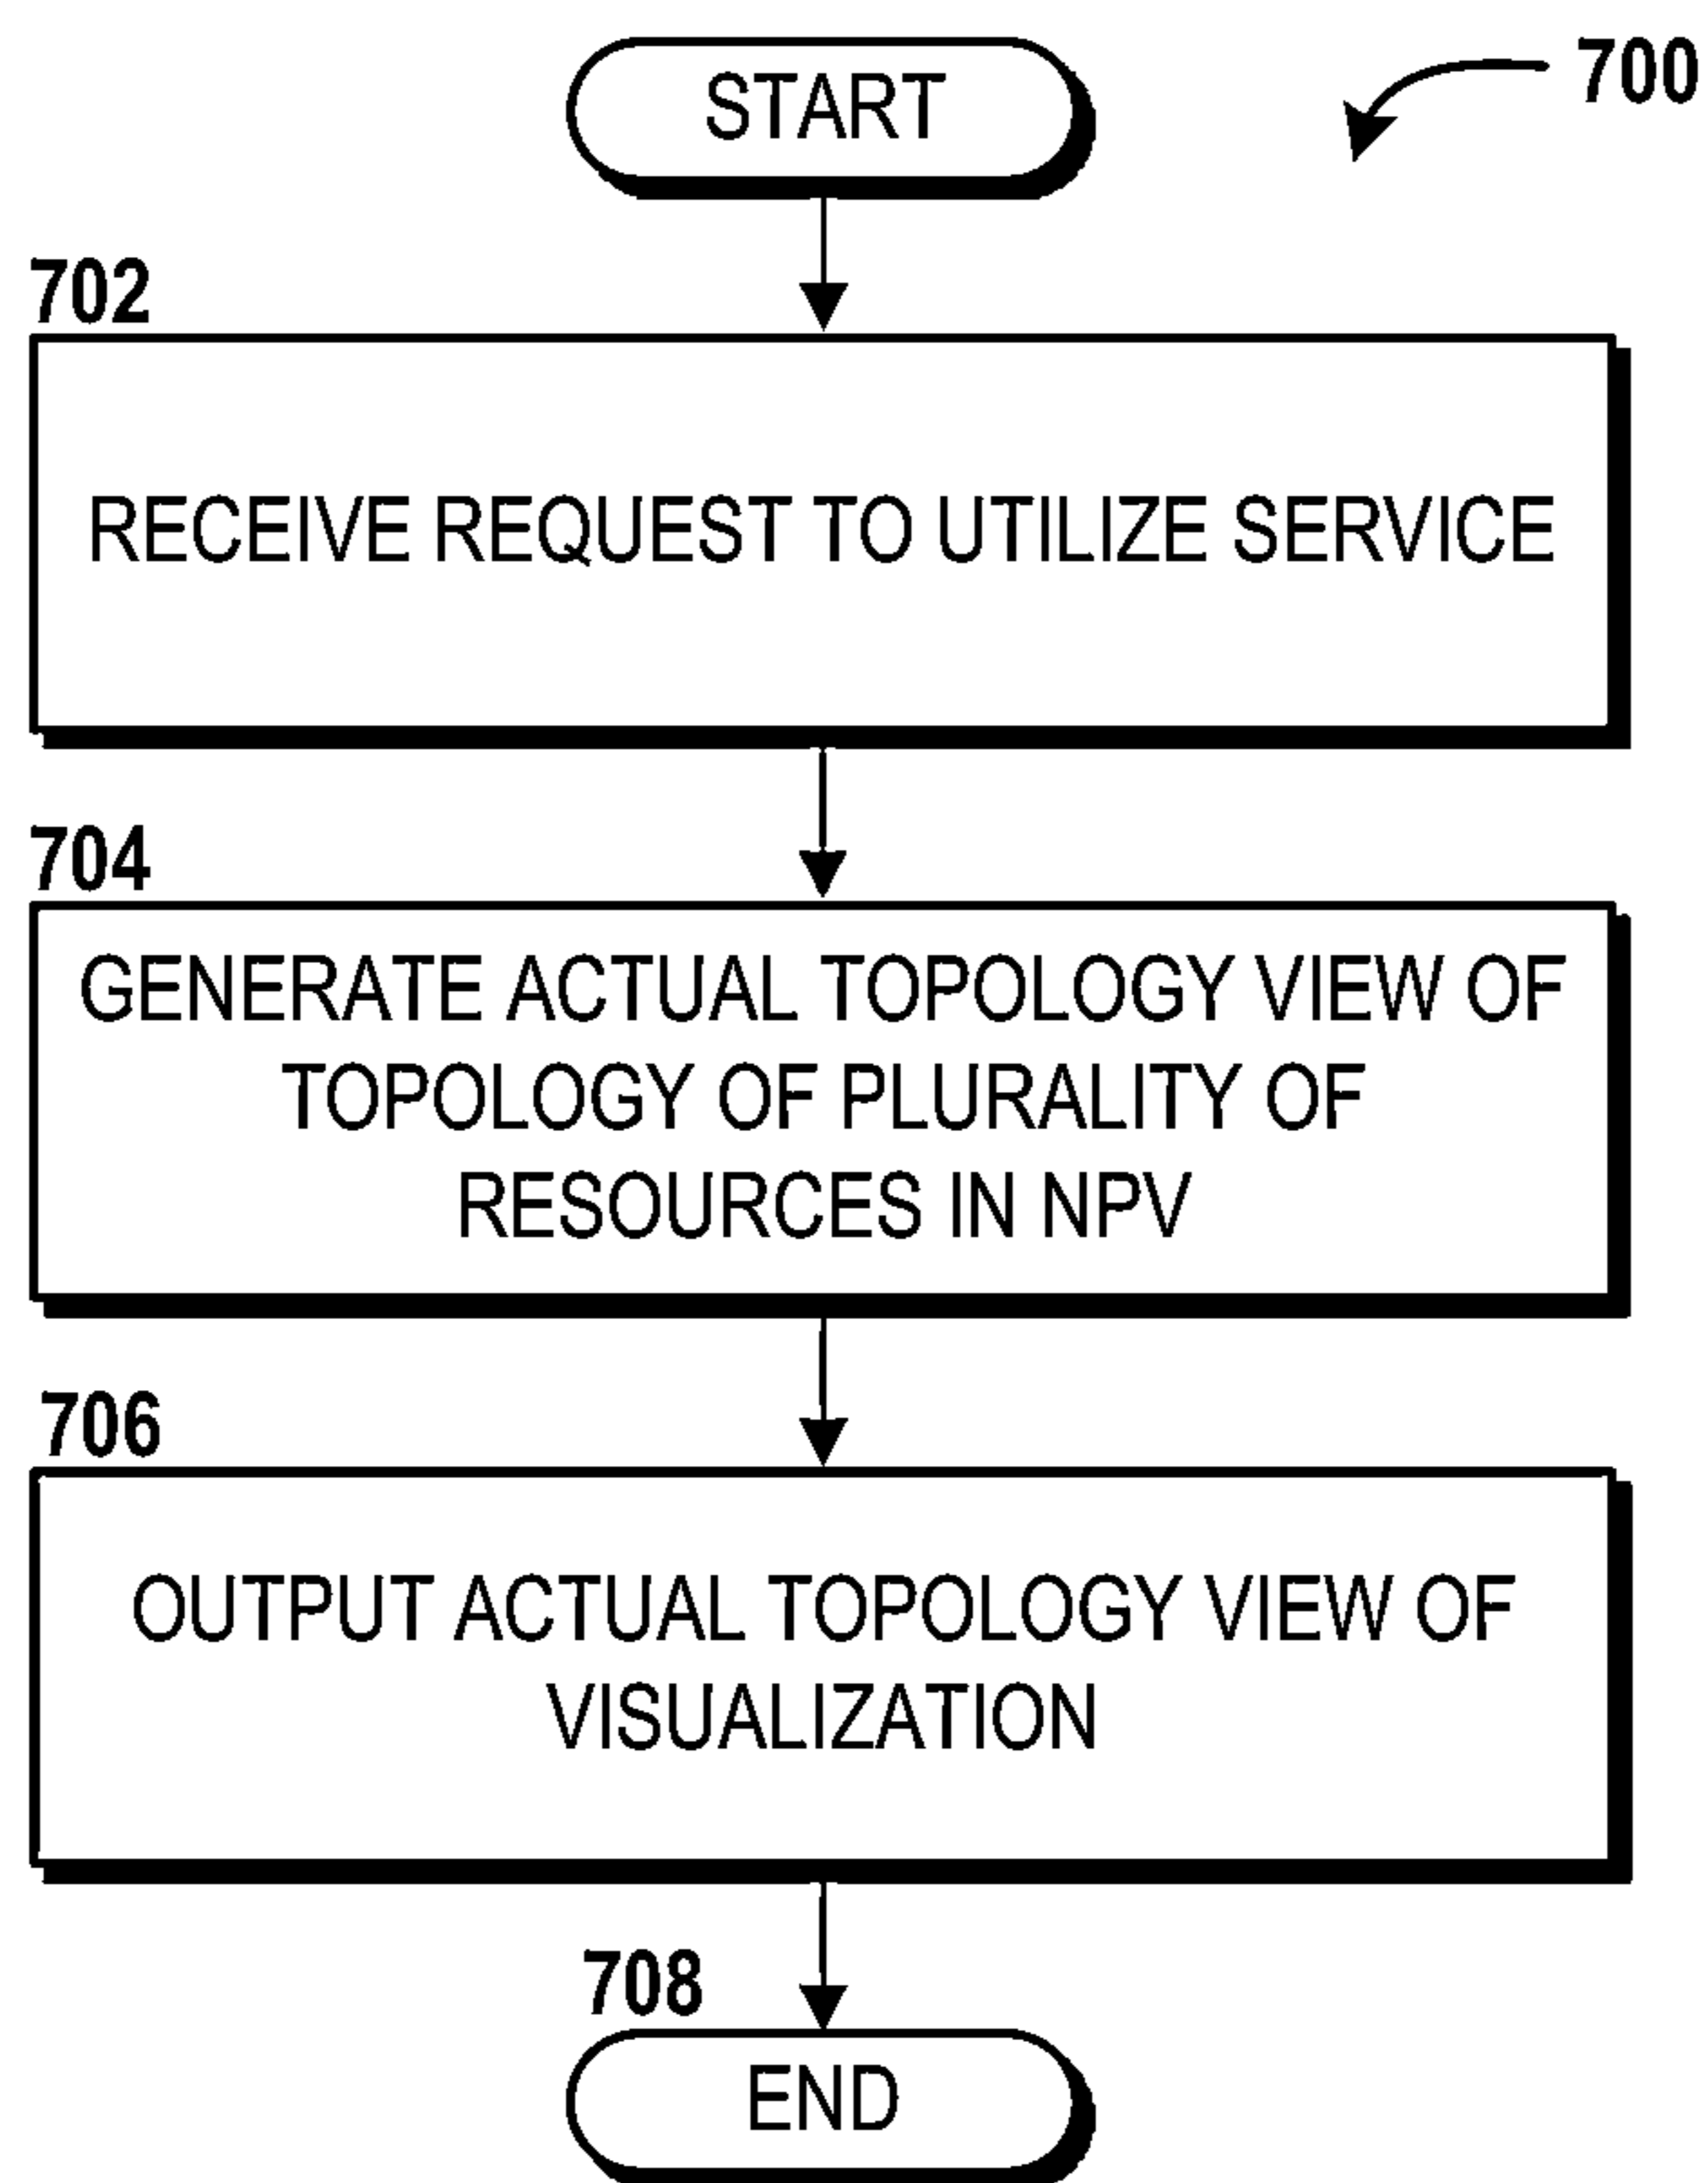 START
700
702
RECEIVE REQUEST TO UTILIZE SERVICE
704
GENERATE ACTUAL TOPOLOGY VIEW OF
TOPOLOGY OF PLURALITY OF
RESOURCES IN NPV
706
OUTPUT ACTUAL TOPOLOGY VIEW OF
VISUALIZATION
708
END